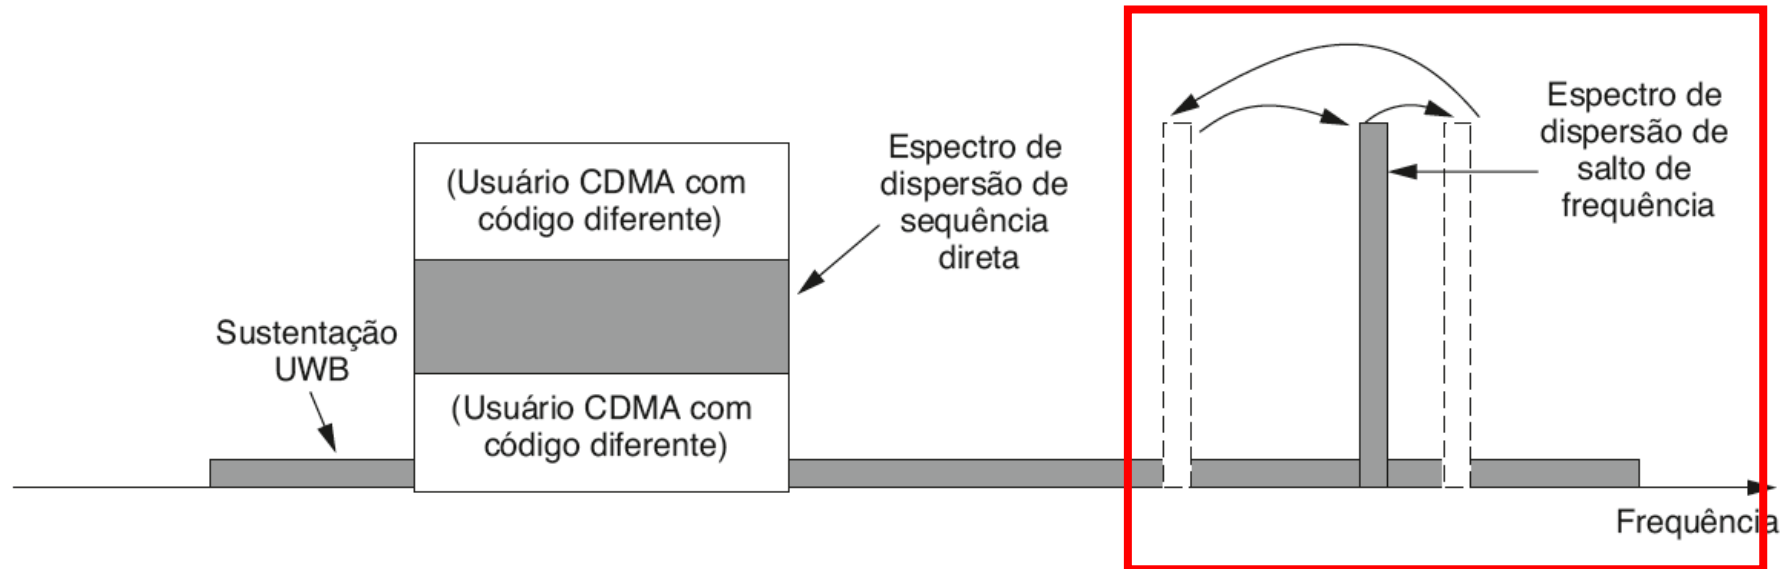 (Usuário CDMA com
código diferente)
Espectro de
dispersão de
sequência
direta
Espectro de
dispersão de
salto de
frequência
Sustentação
UWB
(Usuário CDMA com
código diferente)
Frequência